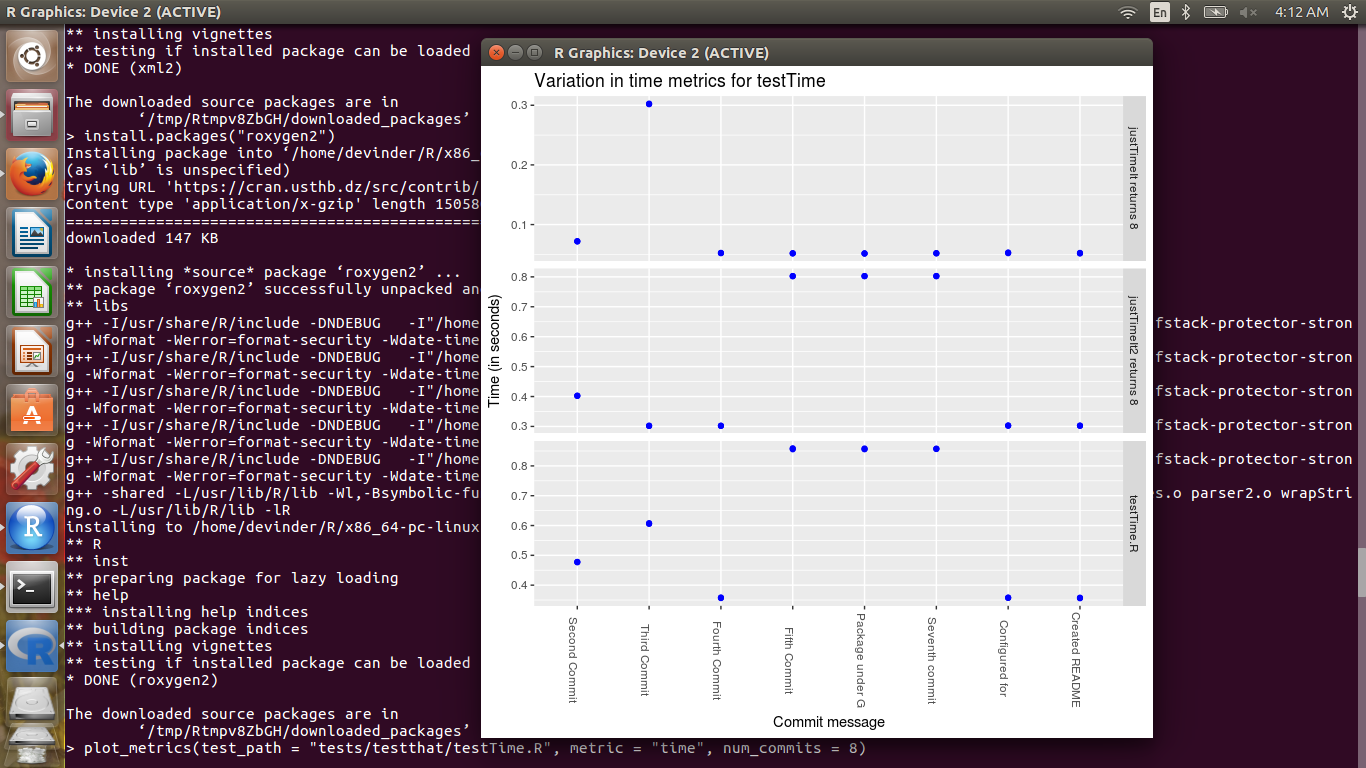 R Graphics: Device 2 (ACTIVE)
En
4:12 AM
** installing vignettes
** testing if installed package can be loaded
* DONE (xml2)
The downloaded source packages are in
‘/tmp/Rtmpv8ZbGH/downloaded_packages’
> install.packages("roxygen2")
Installing package into ‘/home/devinder/R/x86_
(as ‘lib’ is unspecified)
trying URL 'https://cran.usthb.dz/src/contrib/
Content type 'application/x-gzip' length 15058
==============================================
downloaded 147 KB
* installing *source* package ‘roxygen2’ ...
** package ‘roxygen2’ successfully unpacked an
** libs
g++ -I/usr/share/R/include -DNDEBUG   -I"/home
fstack-protector-stron
g -Wformat -Werror=format-security -Wdate-time
g++ -I/usr/share/R/include -DNDEBUG   -I"/home
fstack-protector-stron
g -Wformat -Werror=format-security -Wdate-time
g++ -I/usr/share/R/include -DNDEBUG   -I"/home
fstack-protector-stron
g -Wformat -Werror=format-security -Wdate-time
g++ -I/usr/share/R/include -DNDEBUG   -I"/home
fstack-protector-stron
g -Wformat -Werror=format-security -Wdate-time
g++ -I/usr/share/R/include -DNDEBUG   -I"/home
fstack-protector-stron
g -Wformat -Werror=format-security -Wdate-time
g++ -shared -L/usr/lib/R/lib -Wl,-Bsymbolic-fu
s.o parser2.o wrapStri
ng.o -L/usr/lib/R/lib -lR
installing to /home/devinder/R/x86_64-pc-linux
** R
** inst
** preparing package for lazy loading
** help
*** installing help indices
** building package indices
** installing vignettes
** testing if installed package can be loaded
* DONE (roxygen2)
The downloaded source packages are in
‘/tmp/Rtmpv8ZbGH/downloaded_packages’
> plot_metrics(test_path = "tests/testthat/testTime.R", metric = "time", num_commits = 8)
R Graphics: Device 2 (ACTIVE)
Variation in time metrics for testTime
Time (in seconds)
0.3
0.2
0.1
justTimeIt returns 8
0.8
0.7
0.6
0.5
0.4
0.3
justTimeIt2 returns 8
0.8
0.7
0.6
0.5
0.4
testTime.R
Second Commit
Third Commit
Fourth Commit
Fifth Commit
Package under G
Seventh commit
Configured for
Created README
Commit message